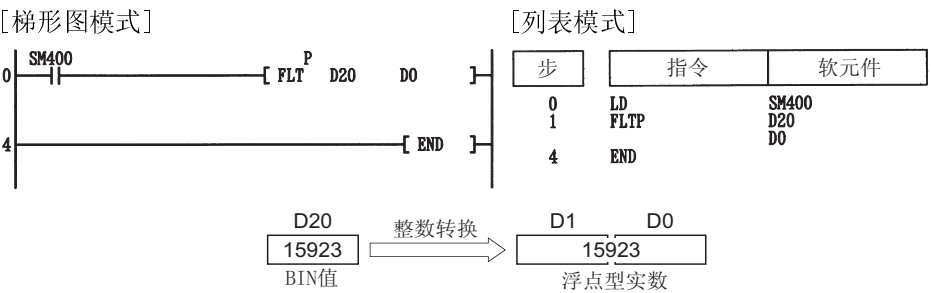 [梯形图模式]
[列表模式]
SM400
0
P
FLT D20 D0
4
END
步 指令 软元件
0 LD SM400
1 FLTP D20
D0
4 END
D20
整数转换
D1 D0
15923
15923
BIN值
浮点型实数